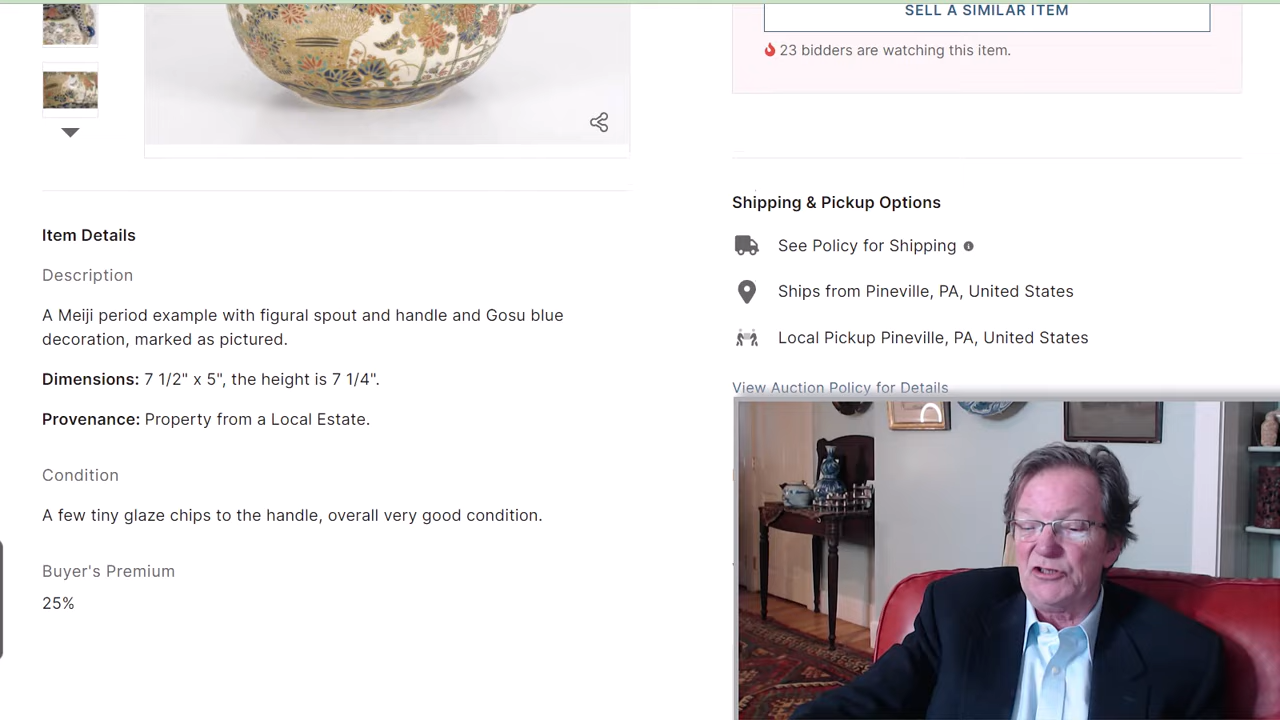 SELL A SIMILAR ITEM
23 bidders are watching this item.
Item Details
Description
A Meiji period example with figural spout and handle and Gosu blue
decoration, marked as pictured.
Dimensions: 7 1/2" x 5", the height is 7 1/4".
Provenance: Property from a Local Estate.
Condition
A few tiny glaze chips to the handle, overall very good condition.
Buyer's Premium
25%
Shipping & Pickup Options
See Policy for Shipping
Ships from Pineville, PA, United States
Local Pickup Pineville, PA, United States
View Auction Policy for Details